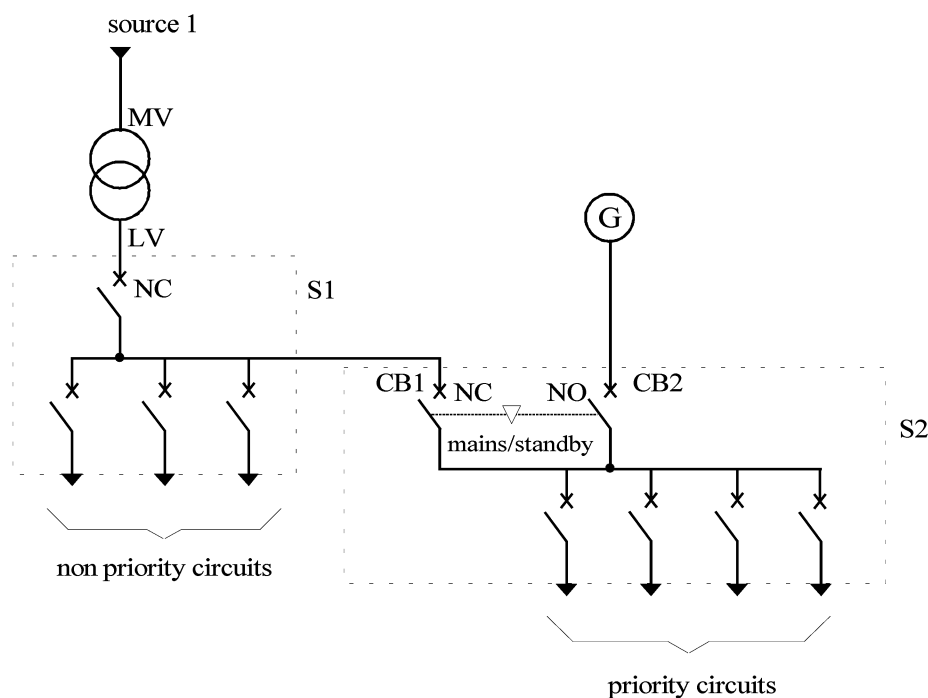 source 1
MV
LV
NC
S1
G
CB1
NC
NO
CB2
mains/standby
S2
non priority circuits
priority circuits